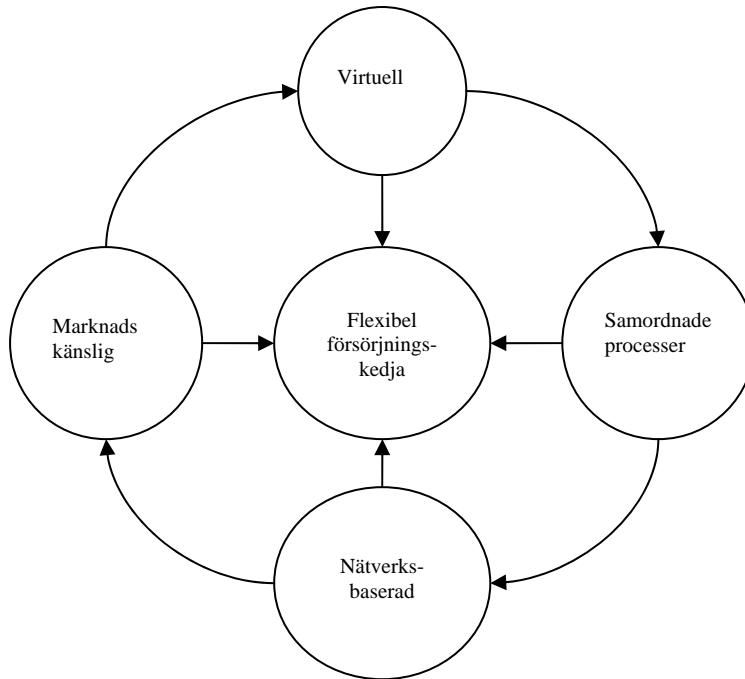 Virtuell
Marknads
känslig
Flexibel
försörjnings-
kedja
Samordnade
processer
Nätverks-
baserad